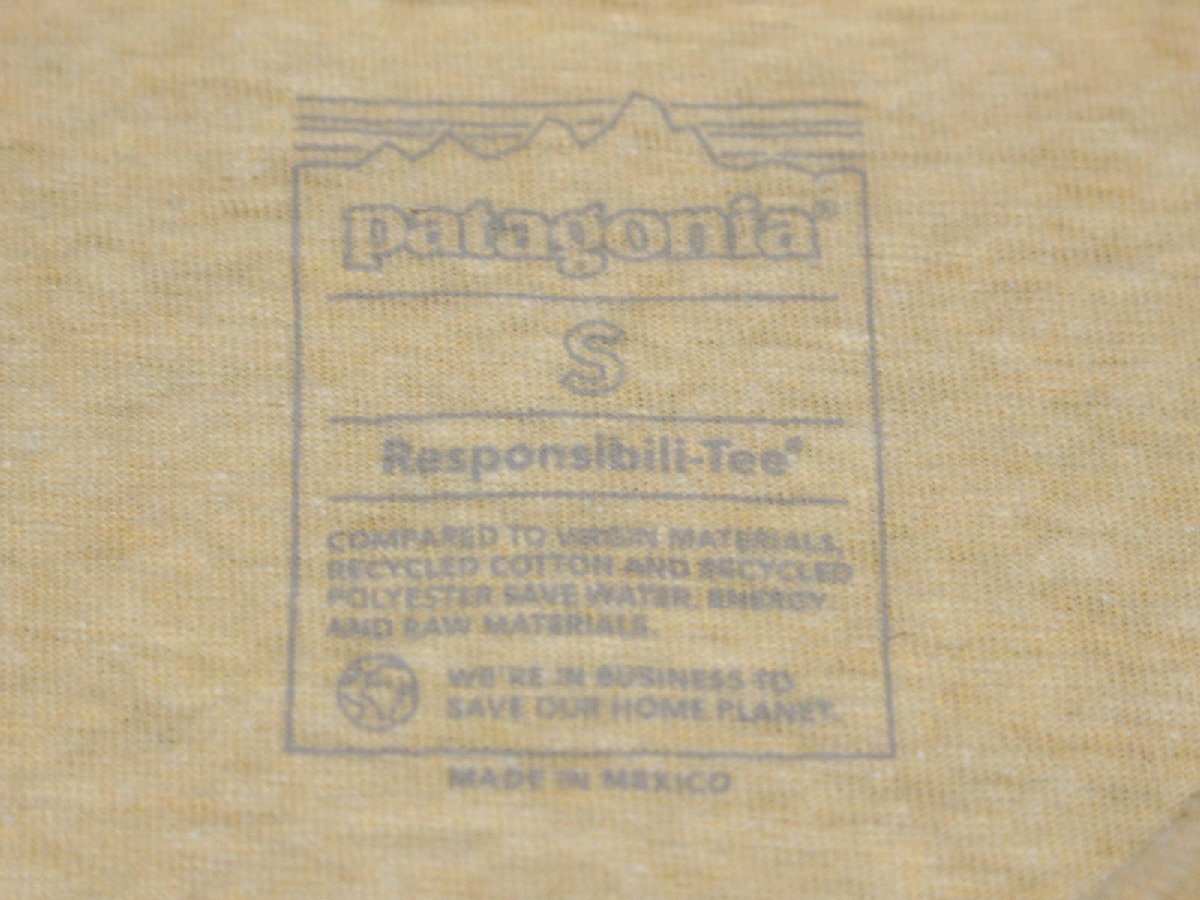 patagonia®
S
Responsibili-Tee®
COMPARED TO VIRGIN MATERIALS,
RECYCLED COTTON AND RECYCLED
POLYESTER SAVE WATER, ENERGY
AND RAW MATERIALS.
WE'RE IN BUSINESS TO
SAVE OUR HOME PLANET.
MADE IN MEXICO